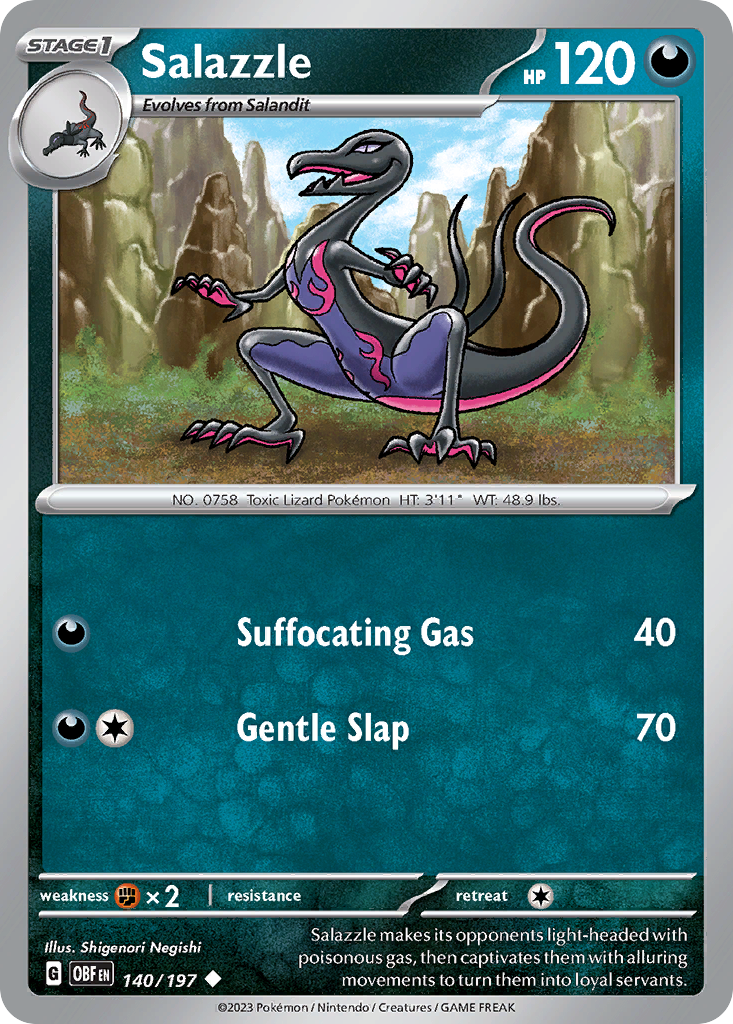 STAGE 1
Salazzle
HP 120
Evolves from Salandit
NO. 0758 Toxic Lizard Pokémon HT: 3'11" WT: 48.9 lbs.
Suffocating Gas 40
Gentle Slap 70
weakness ×2 resistance retreat
Illus. Shigenori Negishi
Salazzle makes its opponents light-headed with
poisonous gas, then captivates them with alluring
movements to turn them into loyal servants.
G OBF EN 140/197
©2023 Pokémon / Nintendo / Creatures / GAME FREAK